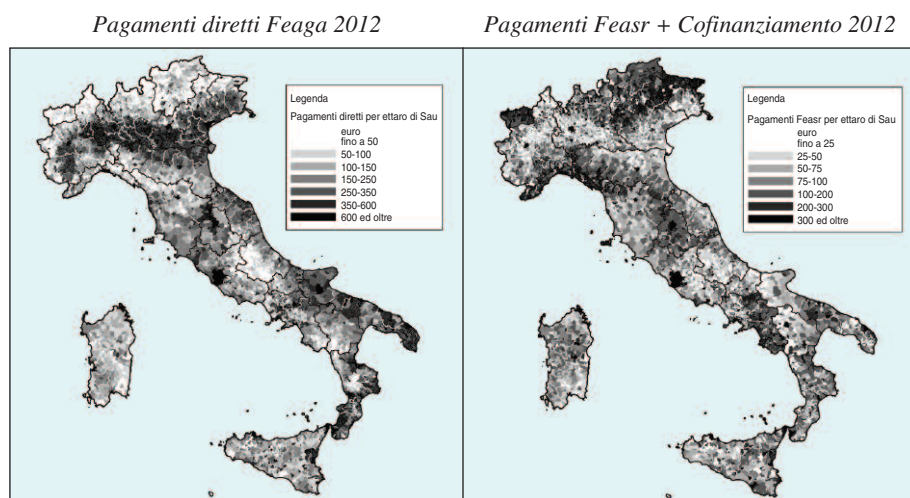 Pagamenti diretti Feaga 2012
Legenda
Pagamenti diretti per ettaro di Sau
euro
fino a 50
50-100
100-150
150-250
250-350
350-600
600 ed oltre
Pagamenti Feasr + Cofinanziamento 2012
Legenda
Pagamenti Feasr per ettaro di Sau
euro
fino a 25
25-50
50-75
75-100
100-200
200-300
300 ed oltre